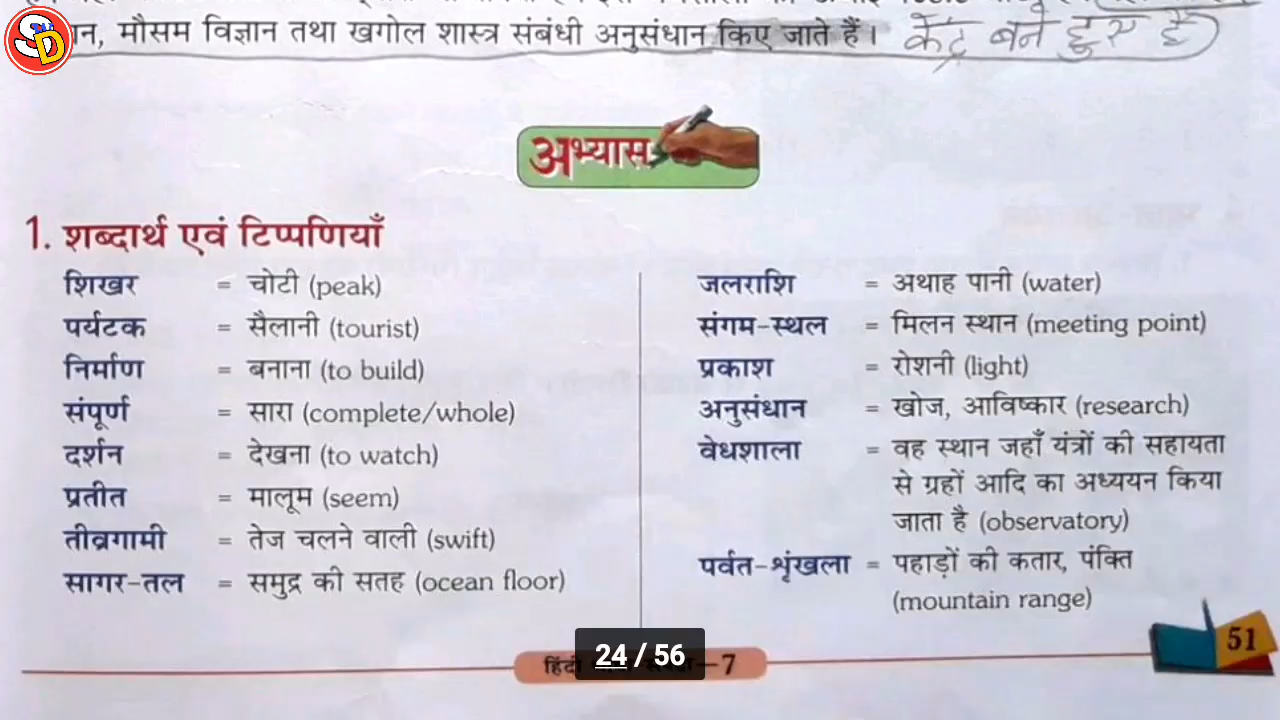 SD
न, मौसम विज्ञान तथा खगोल शास्त्र संबंधी अनुसंधान किए जाते हैं। केंद्र बने हुए हैं
अभ्यास
1. शब्दार्थ एवं टिप्पणियाँ
शिखर = चोटी (peak)
पर्यटक = सैलानी (tourist)
निर्माण = बनाना (to build)
संपूर्ण = सारा (complete/whole)
दर्शन = देखना (to watch)
प्रतीत = मालूम (seem)
तीव्रगामी = तेज चलने वाली (swift)
सागर-तल = समुद्र की सतह (ocean floor)
जलराशि = अथाह पानी (water)
संगम-स्थल = मिलन स्थान (meeting point)
प्रकाश = रोशनी (light)
अनुसंधान = खोज, आविष्कार (research)
वेधशाला = वह स्थान जहाँ यंत्रों की सहायता
से ग्रहों आदि का अध्ययन किया
जाता है (observatory)
पर्वत-शृंखला = पहाड़ों की कतार, पंक्ति
(mountain range)
51
24 / 56
हिंदी –7